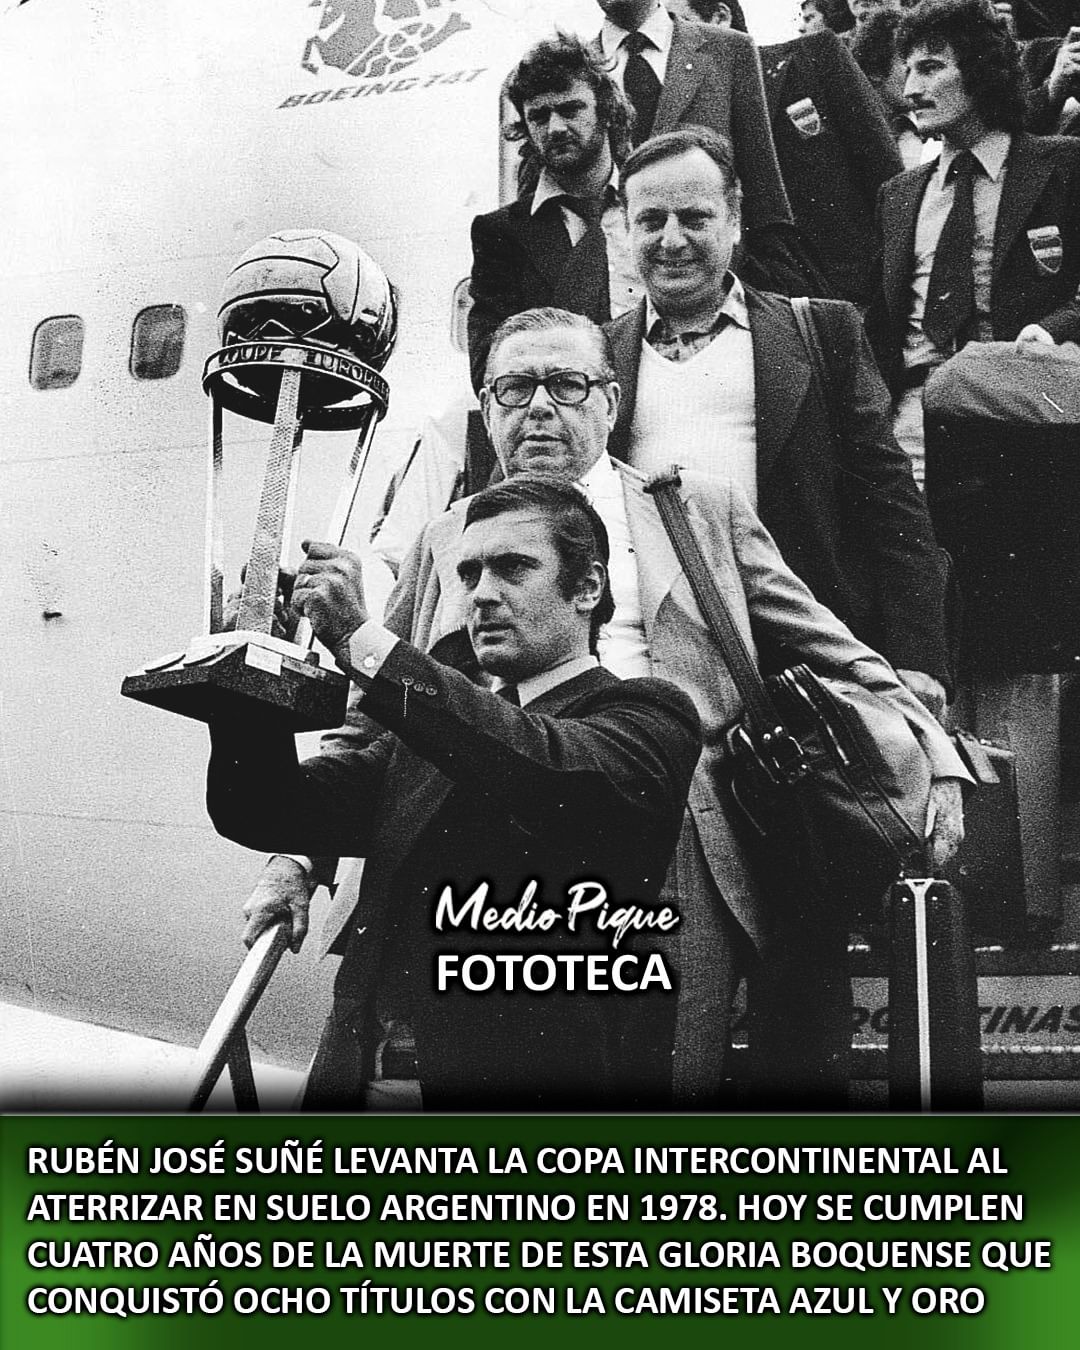 BOEING 747
COUPE EUROPE
Medio Pique
FOTOTECA
RUBÉN JOSÉ SUÑÉ LEVANTA LA COPA INTERCONTINENTAL AL
ATERRIZAR EN SUELO ARGENTINO EN 1978. HOY SE CUMPLEN
CUATRO AÑOS DE LA MUERTE DE ESTA GLORIA BOQUENSE QUE
CONQUISTÓ OCHO TÍTULOS CON LA CAMISETA AZUL Y ORO